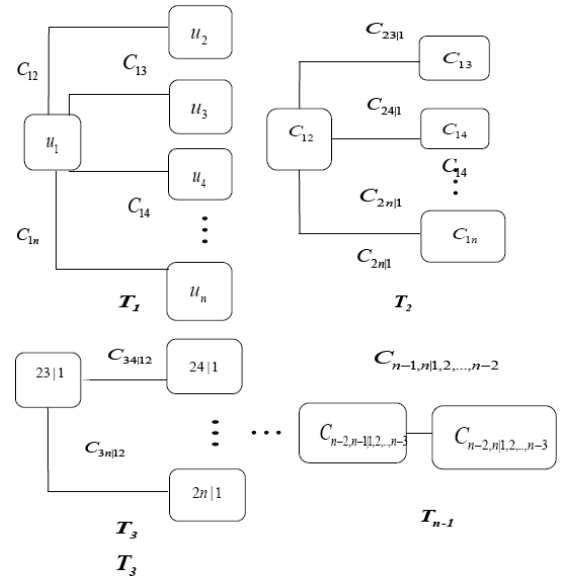 u₂
C₁₂
C₁₃
u₃
u₁
u₄
C₁₄
C₁ₙ
uₙ
T₁
C₂₃|₁
C₁₃
C₂₄|₁
C₁₂
C₁₄
C₁₄
C₂ₙ|₁
C₁ₙ
C₂ₙ|₁
T₂
C₃₄|₁₂
23|1
24|1
C₃ₙ|₁₂
2n|1
T₃
T₃
Cₙ₋₁,ₙ|₁,₂,...,ₙ₋₂
Cₙ₋₂,ₙ₋₁|₁,₂,..,ₙ₋₃
Cₙ₋₂,ₙ|₁,₂,..,ₙ₋₃
Tₙ₋₁